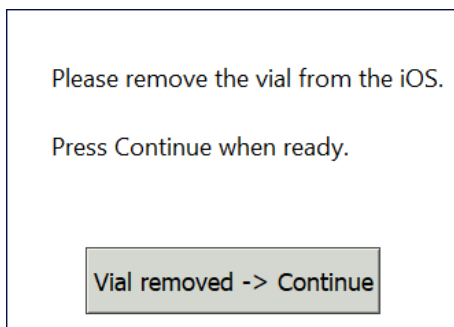 Please remove the vial from the iOS.
Press Continue when ready.
Vial removed -> Continue